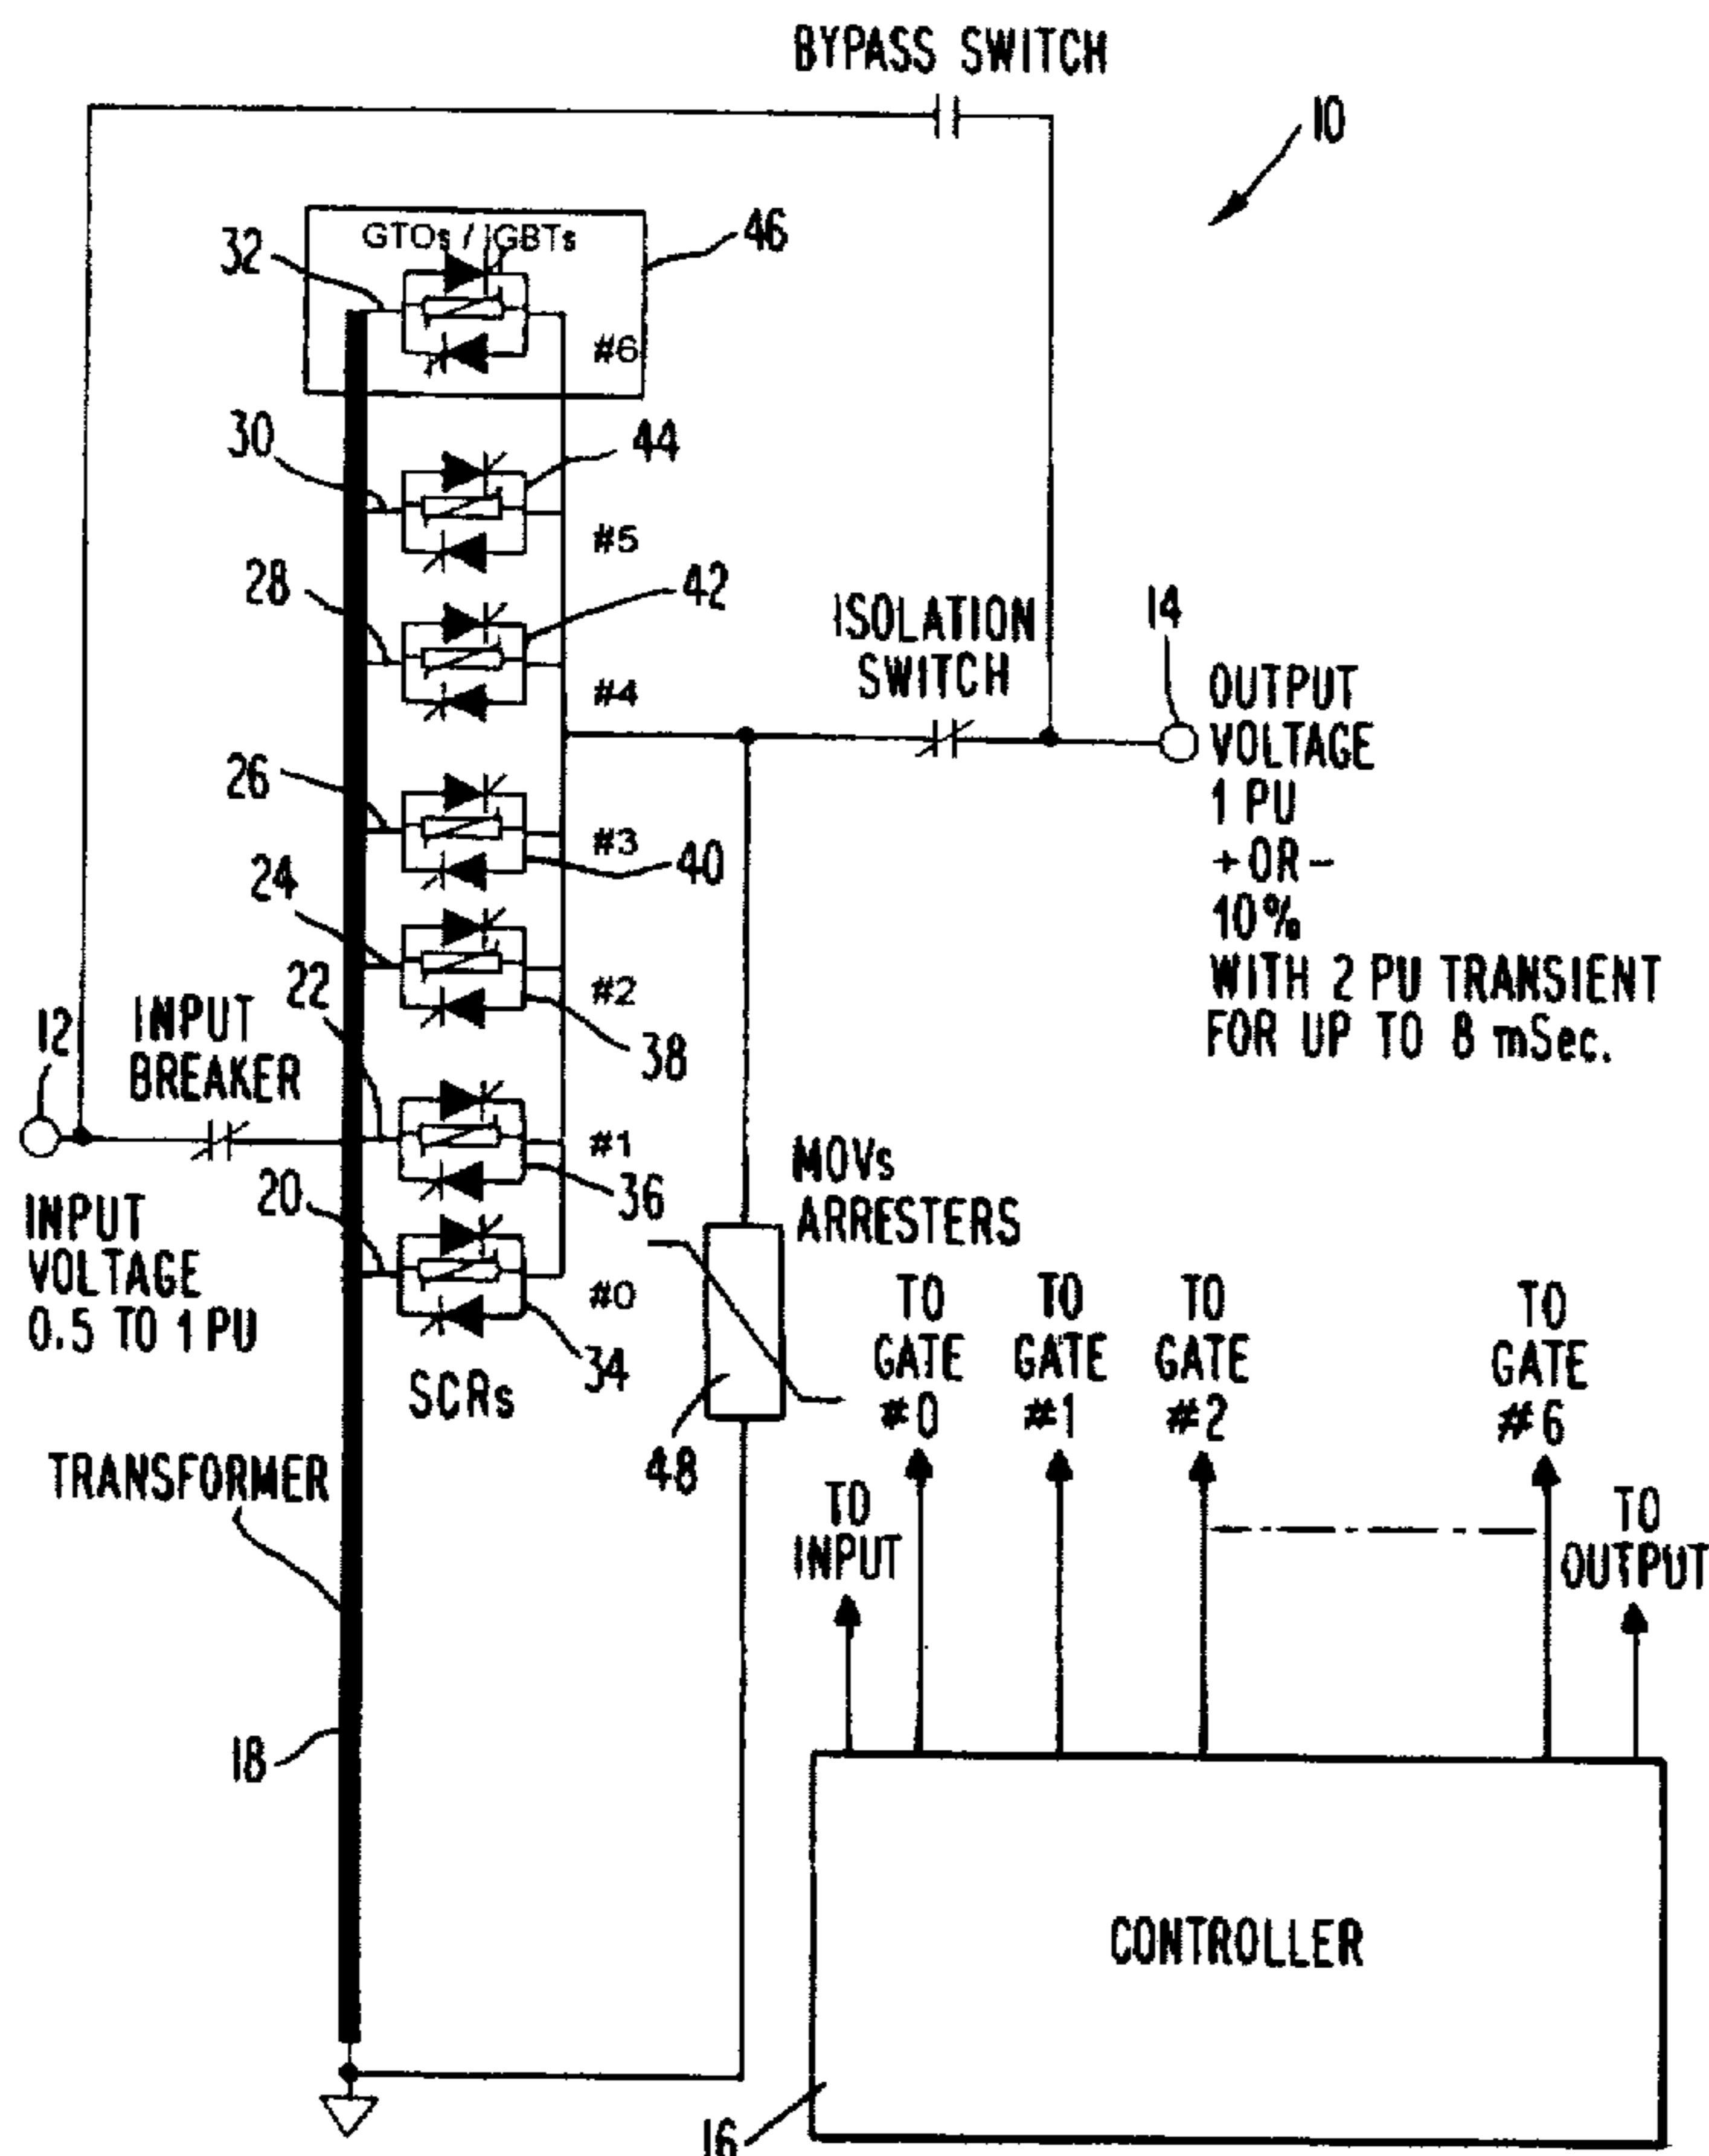 BYPASS SWITCH
10
GTOs / IGBTs
46
32
#6
30
44
#5
28
42
#4
ISOLATION
SWITCH
14
OUTPUT
VOLTAGE
1 PU
+OR-
10%
WITH 2 PU TRANSIENT
FOR UP TO 8 mSec.
26
#3
40
24
#2
38
22
12
INPUT
BREAKER
#1
36
20
INPUT
VOLTAGE
0.5 TO 1 PU
#0
34
SCRs
MOVs
ARRESTERS
48
TRANSFORMER
18
TO
INPUT
TO
GATE
#0
TO
GATE
#1
TO
GATE
#2
TO
GATE
#6
TO
OUTPUT
CONTROLLER
16